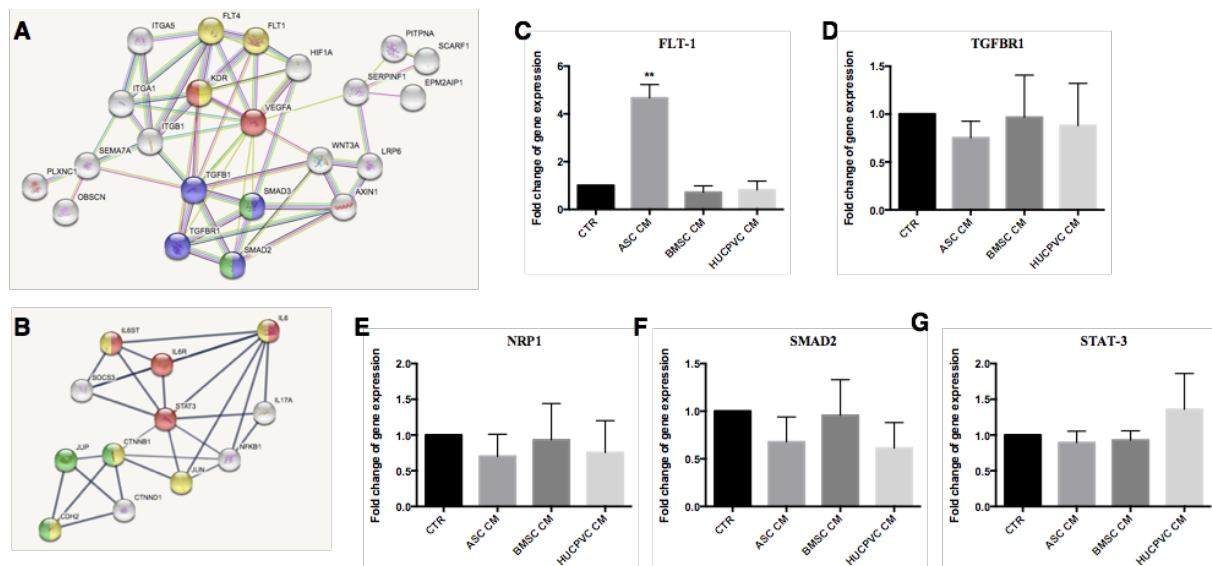 A
ITGA5
FLT4
FLT1
HIF1A
PITPNA
SCARF1
SERPINF1
EPM2AIP1
KDR
ITGA1
VEGFA
ITGB1
SEMA7A
WNT3A
LRP6
PLXNC1
OBSCN
TGFB1
SMAD3
AXIN1
TGFBR1
SMAD2
B
IL6ST
IL6
IL6R
SOCS3
STAT3
IL17A
JUP
CTNNB1
NFKB1
JUN
CTNND1
CDH2
C
FLT-1
Fold change of gene expression
6
4
2
0
**
CTR
ASC CM
BMSC CM
HUCPVC CM
D
TGFBR1
Fold change of gene expression
1.5
1.0
0.5
0.0
CTR
ASC CM
BMSC CM
HUCPVC CM
E
NRP1
Fold change of gene expression
2.0
1.5
1.0
0.5
0.0
CTR
ASC CM
BMSC CM
HUCPVC CM
F
SMAD2
Fold change of gene expression
1.5
1.0
0.5
0.0
CTR
ASC CM
BMSC CM
HUCPVC CM
G
STAT-3
Fold change of gene expression
2.0
1.5
1.0
0.5
0.0
CTR
ASC CM
BMSC CM
HUCPVC CM